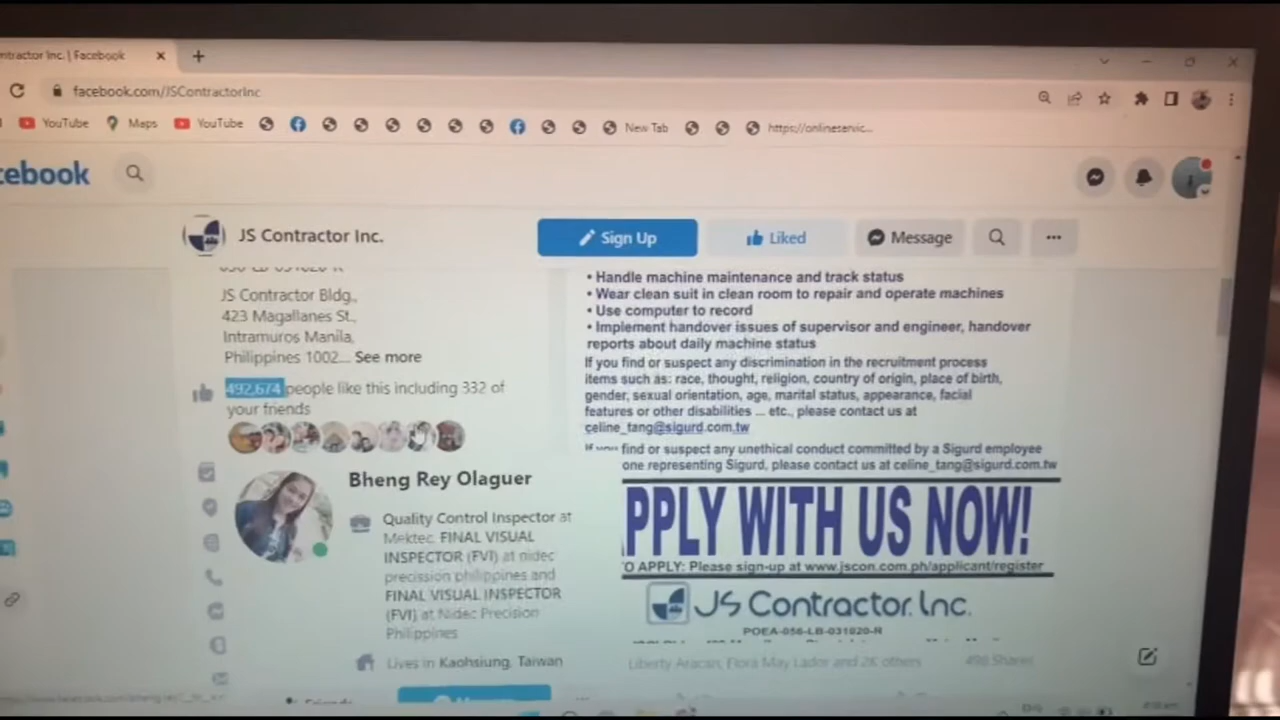 ntractor Inc. | Facebook
facebook.com/JSContractorInc
YouTube
Maps
YouTube
New Tab
https://onlineservic...
cebook
JS Contractor Inc.
Sign Up
Liked
Message
JS Contractor Bldg.,
423 Magallanes St.,
Intramuros Manila,
Philippines 1002... See more
492,674 people like this including 332 of
your friends
Bheng Rey Olaguer
Quality Control Inspector at
Mektec, FINAL VISUAL
INSPECTOR (FVI) at nidec
precission philippines and
FINAL VISUAL INSPECTOR
(FVI) at Nidec Precision
Philippines
Lives in Kaohsiung, Taiwan
• Handle machine maintenance and track status
• Wear clean suit in clean room to repair and operate machines
• Use computer to record
• Implement handover issues of supervisor and engineer, handover
reports about daily machine status
If you find or suspect any discrimination in the recruitment process
items such as: race, thought, religion, country of origin, place of birth,
gender, sexual orientation, age, marital status, appearance, facial
features or other disabilities ... etc., please contact us at
celine_tang@sigurd.com.tw
find or suspect any unethical conduct committed by a Sigurd employee
one representing Sigurd, please contact us at celine_tang@sigurd.com.tw
PPLY WITH US NOW!
O APPLY: Please sign-up at www.jscon.com.ph/applicant/register
JS Contractor, Inc.
POEA-056-LB-031020-R
Liberty Aracan, Flora May Lador and 2K others
498 Shares